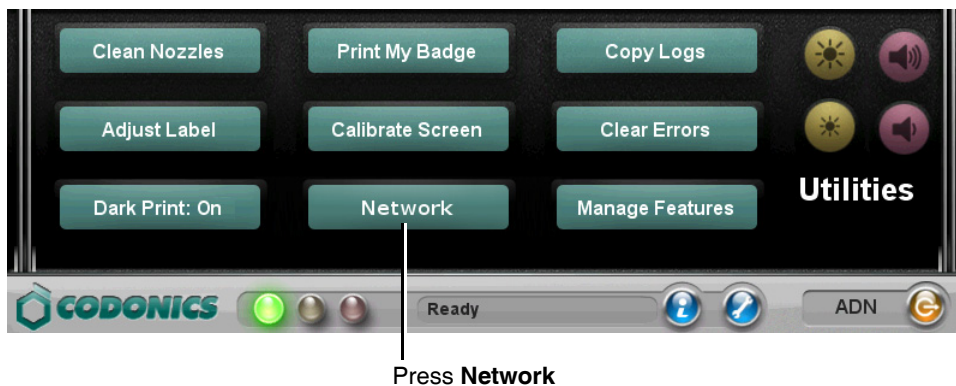 Clean Nozzles Print My Badge Copy Logs
Adjust Label Calibrate Screen Clear Errors
Utilities
Dark Print: On Network Manage Features
CODONICS Ready ADN
Press Network